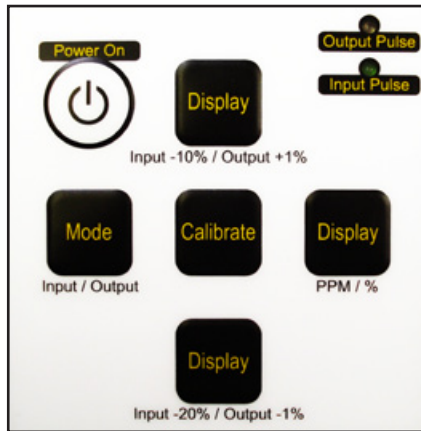 Power On
Output Pulse
Input Pulse
Display
Input -10% / Output +1%
Mode
Calibrate
Display
Input / Output
PPM / %
Display
Input -20% / Output -1%